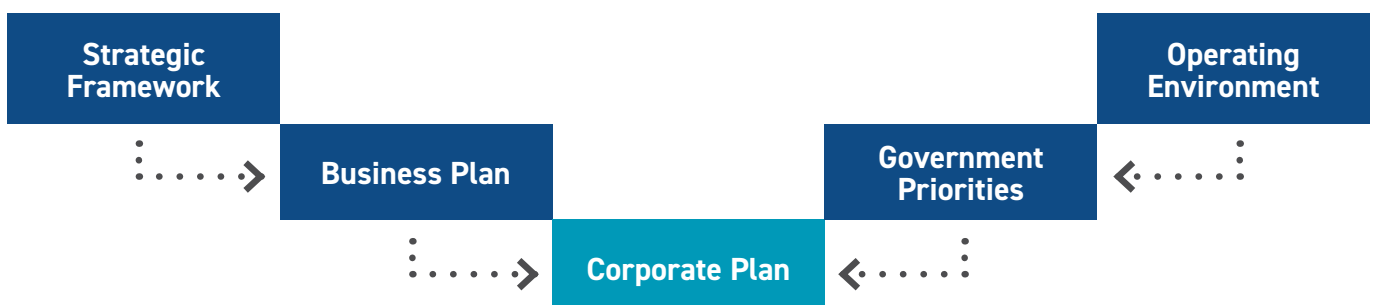 Strategic
Framework
Operating
Environment
Business Plan
Government
Priorities
Corporate Plan